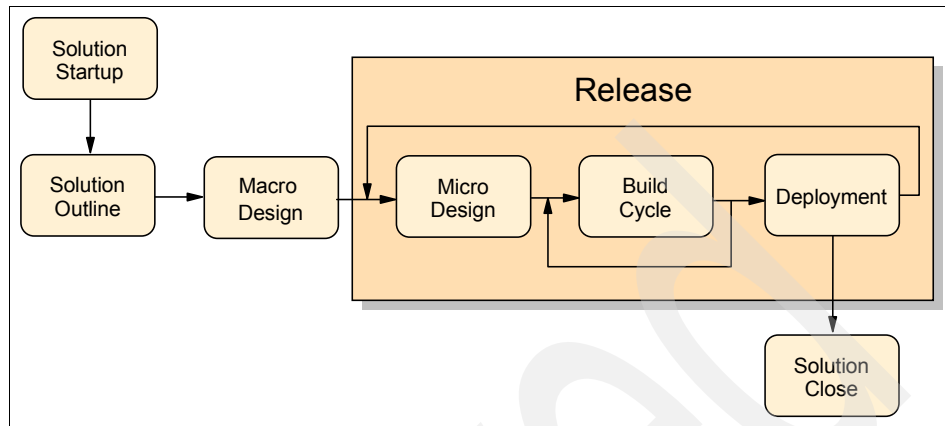 Solution
Startup
Solution
Outline
Macro
Design
Release
Micro
Design
Build
Cycle
Deployment
Solution
Close